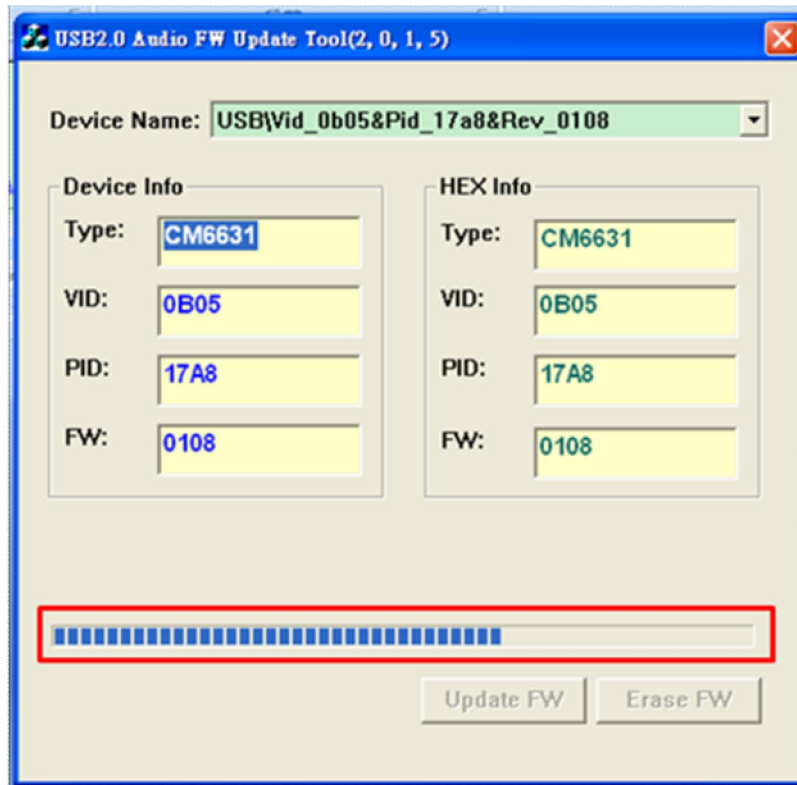 USB2.0 Audio FW Update Tool(2, 0, 1, 5)
Device Name: USB\Vid_0b05&Pid_17a8&Rev_0108
Device Info
Type: CM6631
VID: 0B05
PID: 17A8
FW: 0108
HEX Info
Type: CM6631
VID: 0B05
PID: 17A8
FW: 0108
Update FW
Erase FW